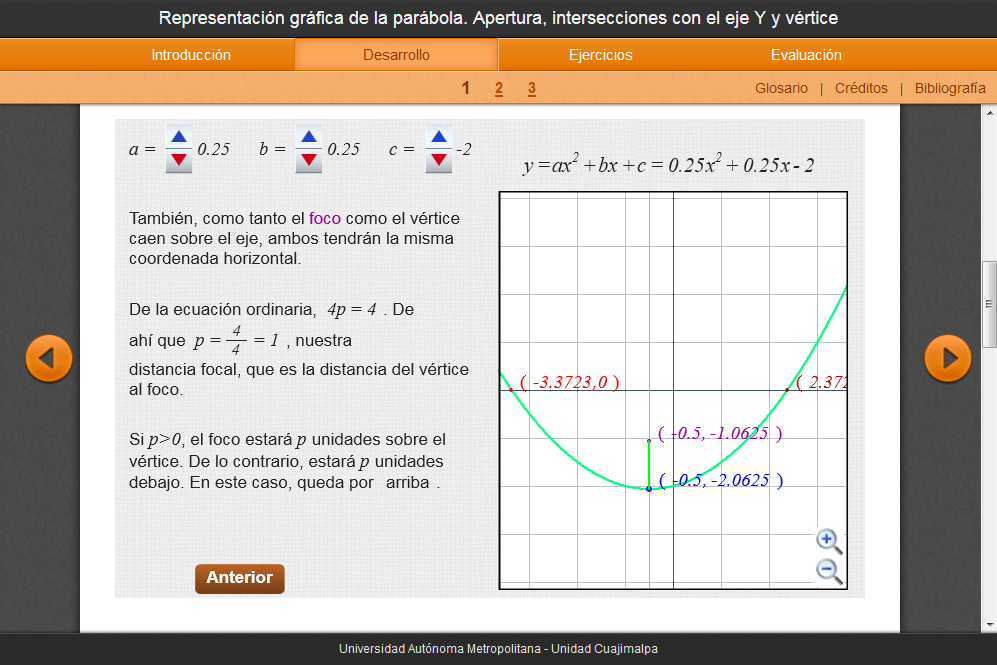 Representación gráfica de la parábola. Apertura, intersecciones con el eje Y y vértice
Introducción
Desarrollo
Ejercicios
Evaluación
1 2 3
Glosario | Créditos | Bibliografía
a = 0.25 b = 0.25 c = -2
y=ax² +bx +c = 0.25x² + 0.25x- 2
También, como tanto el foco como el vértice
caen sobre el eje, ambos tendrán la misma
coordenada horizontal.
De la ecuación ordinaria, 4p = 4 . De
ahí que p = 4/4 = 1 , nuestra
distancia focal, que es la distancia del vértice
al foco.
Si p>0, el foco estará p unidades sobre el
vértice. De lo contrario, estará p unidades
debajo. En este caso, queda por arriba .
( -3.3723,0 )
( 2.372
( -0.5, -1.0625 )
( -0.5, -2.0625 )
Anterior
Universidad Autónoma Metropolitana - Unidad Cuajimalpa